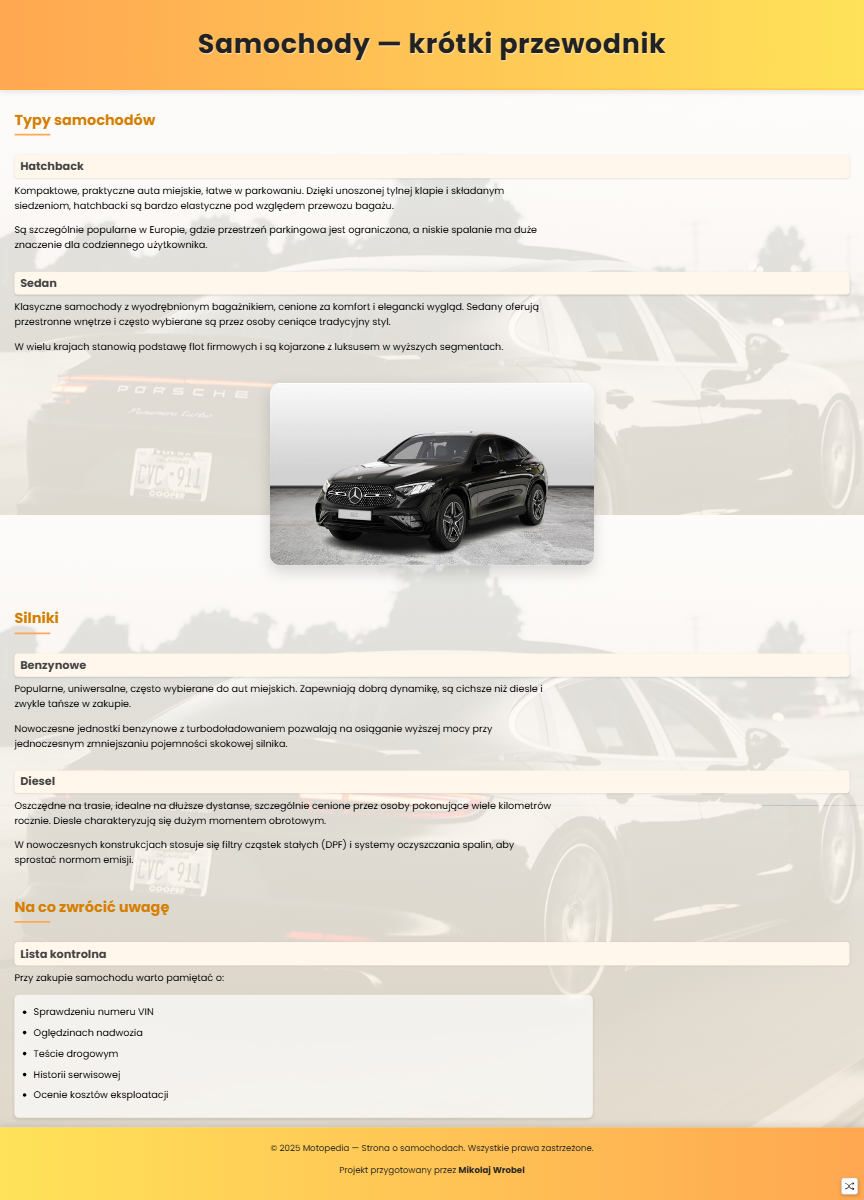 Samochody — krótki przewodnik
Typy samochodów
Hatchback
Kompaktowe, praktyczne auta miejskie, łatwe w parkowaniu. Dzięki unoszonej tylnej klapie i składanym
siedzeniom, hatchbacki są bardzo elastyczne pod względem przewozu bagażu.
Są szczególnie popularne w Europie, gdzie przestrzeń parkingowa jest ograniczona, a niskie spalanie ma duże
znaczenie dla codziennego użytkownika.
Sedan
Klasyczne samochody z wyodrębnionym bagażnikiem, cenione za komfort i elegancki wygląd. Sedany oferują
przestronne wnętrze i często wybierane są przez osoby ceniące tradycyjny styl.
W wielu krajach stanowią podstawę flot firmowych i są kojarzone z luksusem w wyższych segmentach.
PORSCHE
Panamera Turbo
CVC-911
COOPER
Silniki
Benzynowe
Popularne, uniwersalne, często wybierane do aut miejskich. Zapewniają dobrą dynamikę, są cichsze niż diesle i
zwykle tańsze w zakupie.
Nowoczesne jednostki benzynowe z turbodoładowaniem pozwalają na osiąganie wyższej mocy przy
jednoczesnym zmniejszaniu pojemności skokowej silnika.
Diesel
Oszczędne na trasie, idealne na dłuższe dystanse, szczególnie cenione przez osoby pokonujące wiele kilometrów
rocznie. Diesle charakteryzują się dużym momentem obrotowym.
W nowoczesnych konstrukcjach stosuje się filtry cząstek stałych (DPF) i systemy oczyszczania spalin, aby
sprostać normom emisji.
CVC-911
COOPER
Na co zwrócić uwagę
Lista kontrolna
Przy zakupie samochodu warto pamiętać o:
• Sprawdzeniu numeru VIN
• Oględzinach nadwozia
• Teście drogowym
• Historii serwisowej
• Ocenie kosztów eksploatacji
© 2025 Motopedia — Strona o samochodach. Wszystkie prawa zastrzeżone.
Projekt przygotowany przez Mikolaj Wrobel